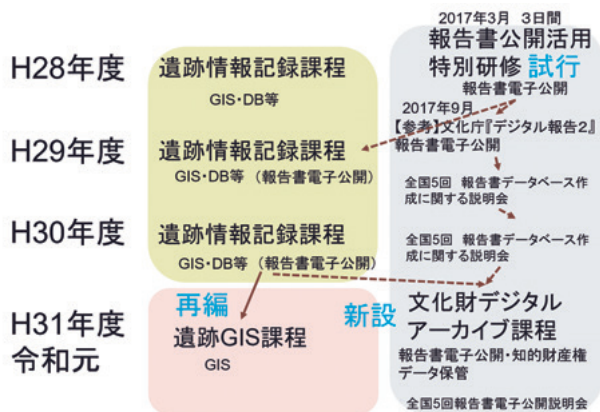 2017年3月 3日間
報告書公開活用
特別研修 試行
報告書電子公開
H28年度
遺跡情報記録課程
GIS・DB等
2017年9月
【参考】文化庁『デジタル報告2』
報告書電子公開
H29年度
遺跡情報記録課程
GIS・DB等 (報告書電子公開)
全国5回 報告書データベース作
成に関する説明会
H30年度
遺跡情報記録課程
GIS・DB等 (報告書電子公開)
全国5回 報告書データベース作
成に関する説明会
H31年度
令和元
再編
遺跡GIS課程
GIS
新設
文化財デジタル
アーカイブ課程
報告書電子公開・知的財産権
データ保管
全国5回報告書電子公開説明会